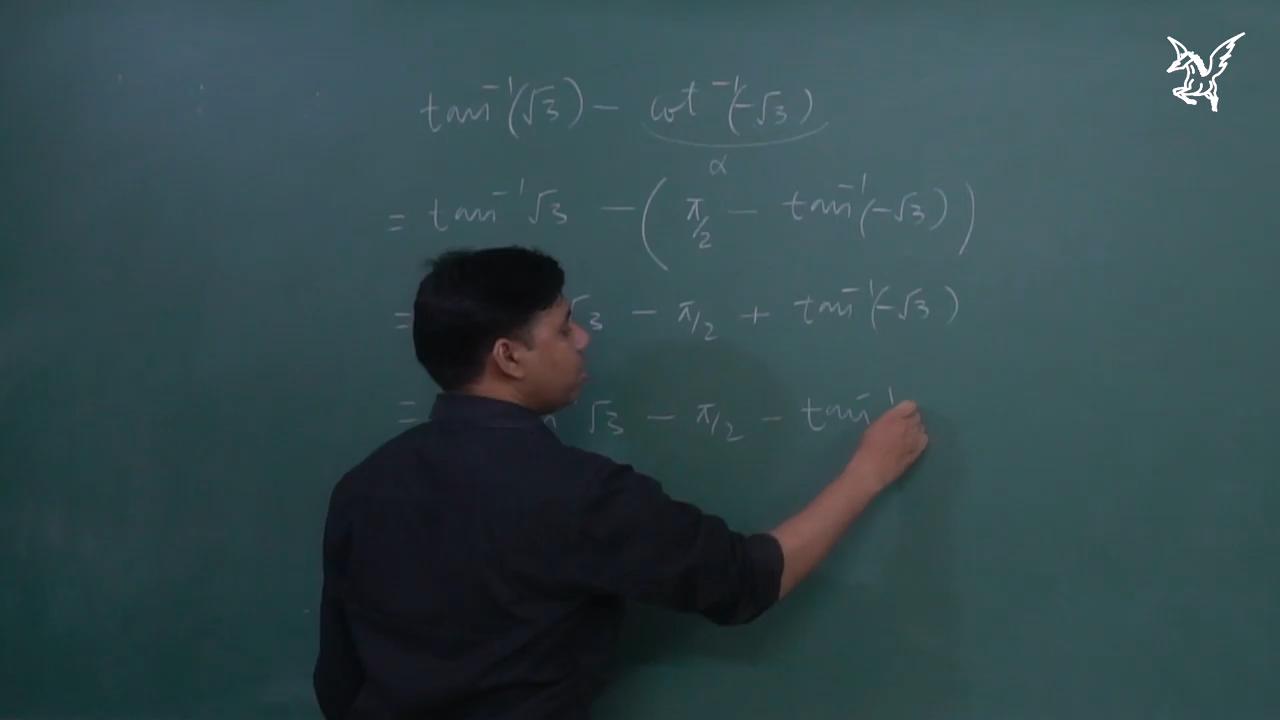 tan⁻¹(√3) − cot⁻¹(−√3)
α
= tan⁻¹√3 − (π/2 − tan⁻¹(−√3))
= √3 − π/2 + tan⁻¹(−√3)
= √3 − π/2 − tan⁻¹